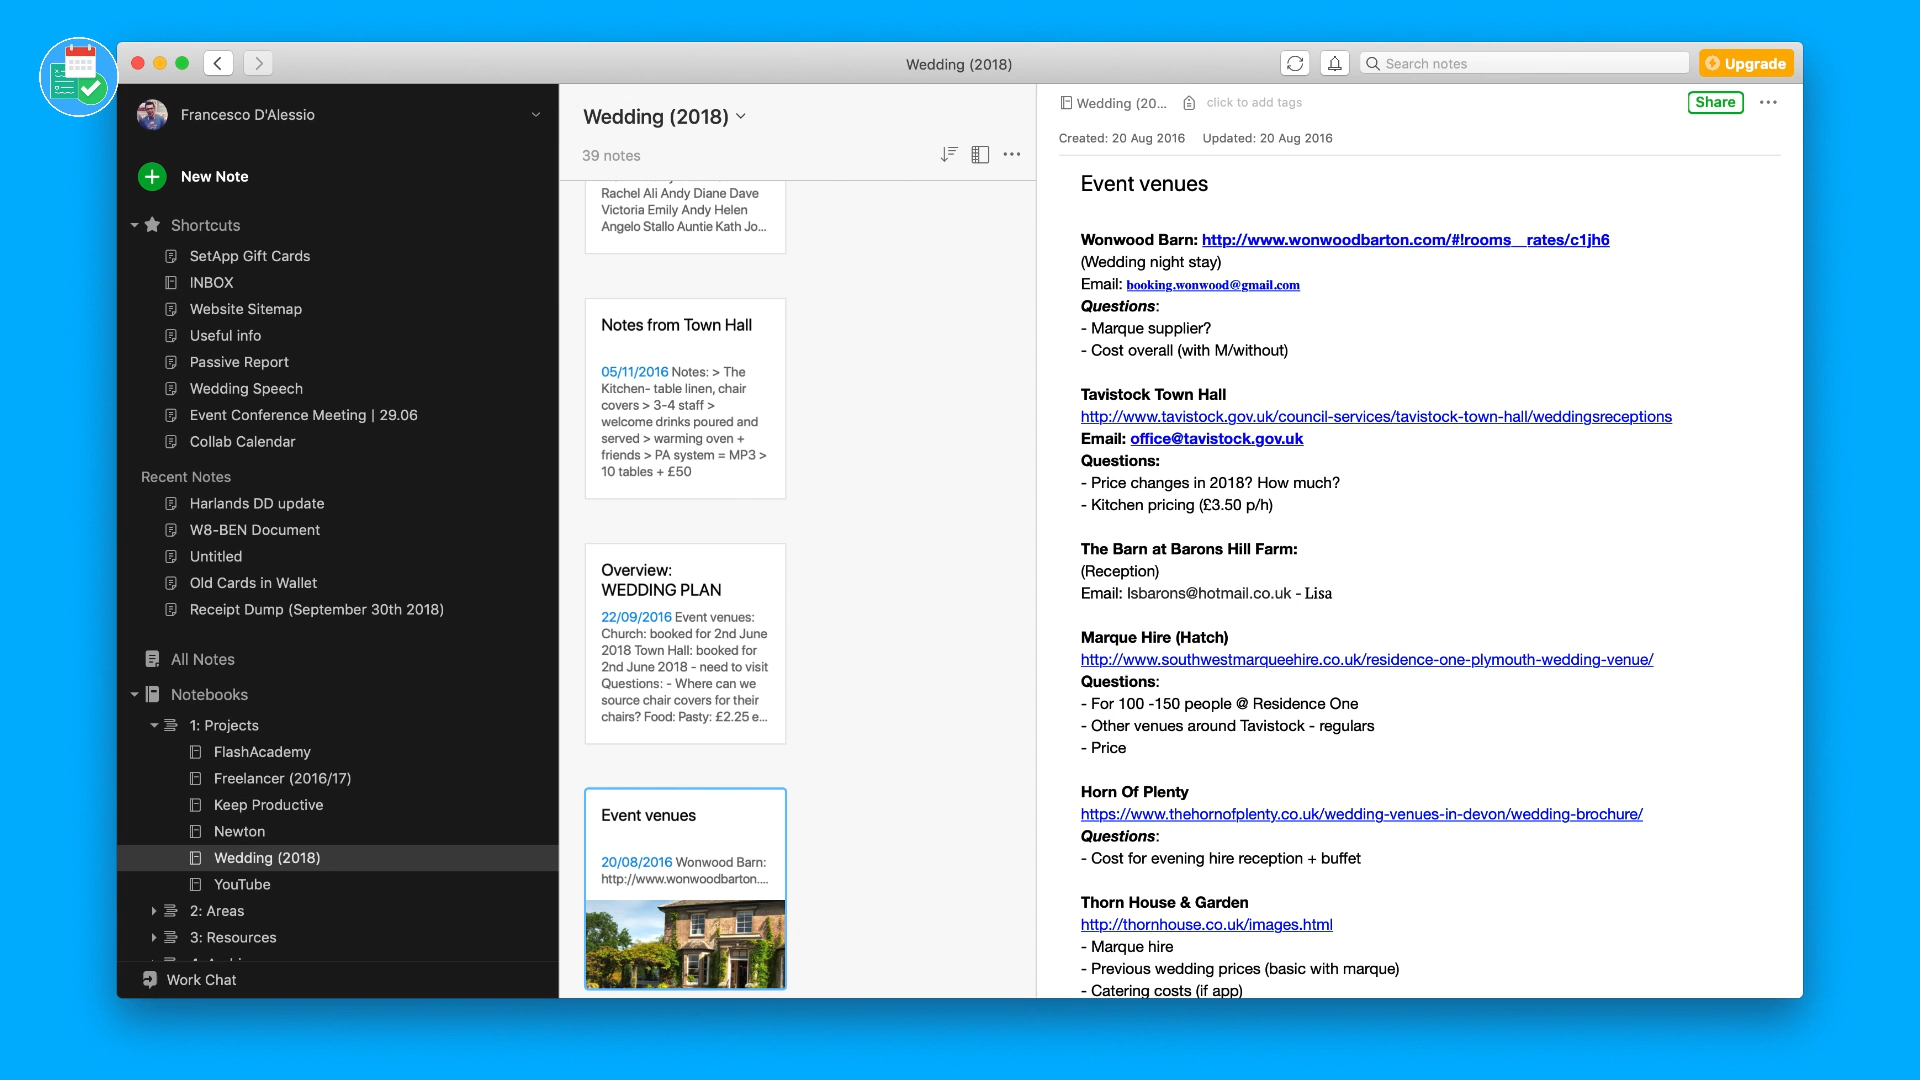 Wedding (2018)
Search notes
Upgrade
Francesco D'Alessio
New Note
Shortcuts
SetApp Gift Cards
INBOX
Website Sitemap
Useful info
Passive Report
Wedding Speech
Event Conference Meeting | 29.06
Collab Calendar
Recent Notes
Harlands DD update
W8-BEN Document
Untitled
Old Cards in Wallet
Receipt Dump (September 30th 2018)
All Notes
Notebooks
1: Projects
FlashAcademy
Freelancer (2016/17)
Keep Productive
Newton
Wedding (2018)
YouTube
2: Areas
3: Resources
Work Chat
Wedding (2018)
39 notes
Rachel Ali Andy Diane Dave
Victoria Emily Andy Helen
Angelo Stallo Auntie Kath Jo...
Notes from Town Hall
05/11/2016 Notes: > The
Kitchen- table linen, chair
covers > 3-4 staff >
welcome drinks poured and
served > warming oven +
friends > PA system = MP3 >
10 tables + £50
Overview:
WEDDING PLAN
22/09/2016 Event venues:
Church: booked for 2nd June
2018 Town Hall: booked for
2nd June 2018 - need to visit
Questions: - Where can we
source chair covers for their
chairs? Food: Pasty: £2.25 e...
Event venues
20/08/2016 Wonwood Barn:
http://www.wonwoodbarton....
Wedding (20...
click to add tags
Share
Created: 20 Aug 2016 Updated: 20 Aug 2016
Event venues
Wonwood Barn: http://www.wonwoodbarton.com/#!rooms__rates/c1jh6
(Wedding night stay)
Email: booking.wonwood@gmail.com
Questions:
- Marque supplier?
- Cost overall (with M/without)
Tavistock Town Hall
http://www.tavistock.gov.uk/council-services/tavistock-town-hall/weddingsreceptions
Email: office@tavistock.gov.uk
Questions:
- Price changes in 2018? How much?
- Kitchen pricing (£3.50 p/h)
The Barn at Barons Hill Farm:
(Reception)
Email: lsbarons@hotmail.co.uk - Lisa
Marque Hire (Hatch)
http://www.southwestmarqueehire.co.uk/residence-one-plymouth-wedding-venue/
Questions:
- For 100 -150 people @ Residence One
- Other venues around Tavistock - regulars
- Price
Horn Of Plenty
https://www.thehornofplenty.co.uk/wedding-venues-in-devon/wedding-brochure/
Questions:
- Cost for evening hire reception + buffet
Thorn House & Garden
http://thornhouse.co.uk/images.html
- Marque hire
- Previous wedding prices (basic with marque)
- Catering costs (if app)